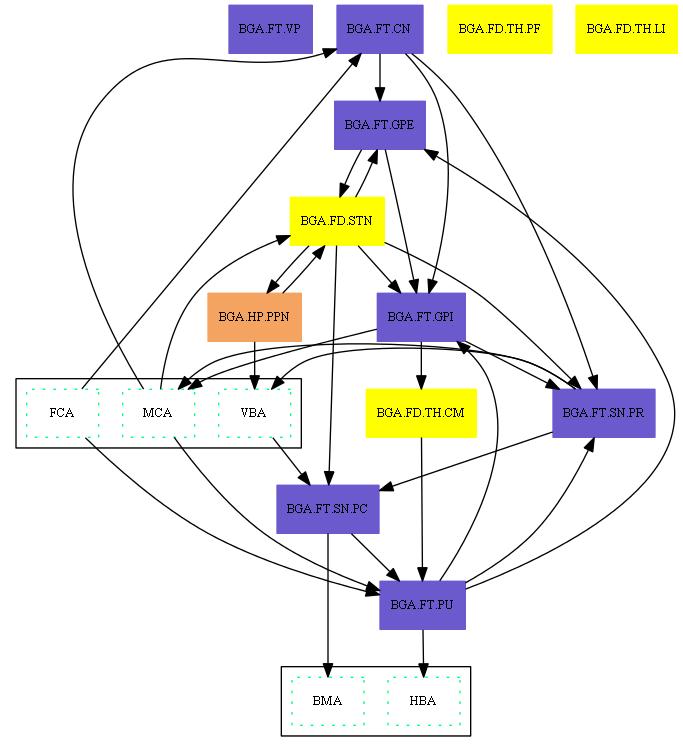 BGA.FT.VP
BGA.FT.CN
BGA.FD.TH.PF
BGA.FD.TH.LI
BGA.FT.GPE
BGA.FD.STN
BGA.HP.PPN
BGA.FT.GPI
FCA
MCA
VBA
BGA.FD.TH.CM
BGA.FT.SN.PR
BGA.FT.SN.PC
BGA.FT.PU
BMA
HBA